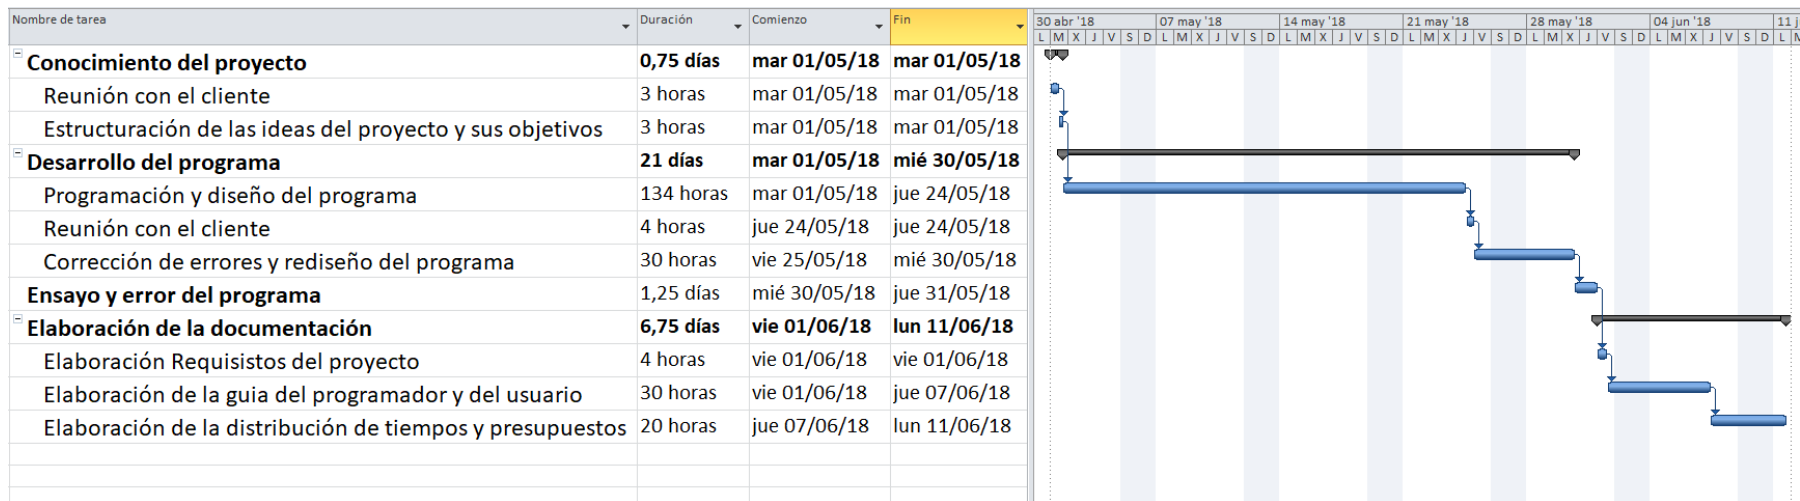 Nombre de tarea Duración Comienzo Fin
30 abr '18 07 may '18 14 may '18 21 may '18 28 may '18 04 jun '18 11 j
L M X J V S D L M X J V S D L M X J V S D L M X J V S D L M X J V S D L M X J V S D L M
Conocimiento del proyecto 0,75 días mar 01/05/18 mar 01/05/18
Reunión con el cliente 3 horas mar 01/05/18 mar 01/05/18
Estructuración de las ideas del proyecto y sus objetivos 3 horas mar 01/05/18 mar 01/05/18
Desarrollo del programa 21 días mar 01/05/18 mié 30/05/18
Programación y diseño del programa 134 horas mar 01/05/18 jue 24/05/18
Reunión con el cliente 4 horas jue 24/05/18 jue 24/05/18
Corrección de errores y rediseño del programa 30 horas vie 25/05/18 mié 30/05/18
Ensayo y error del programa 1,25 días mié 30/05/18 jue 31/05/18
Elaboración de la documentación 6,75 días vie 01/06/18 lun 11/06/18
Elaboración Requisistos del proyecto 4 horas vie 01/06/18 vie 01/06/18
Elaboración de la guia del programador y del usuario 30 horas vie 01/06/18 jue 07/06/18
Elaboración de la distribución de tiempos y presupuestos 20 horas jue 07/06/18 lun 11/06/18